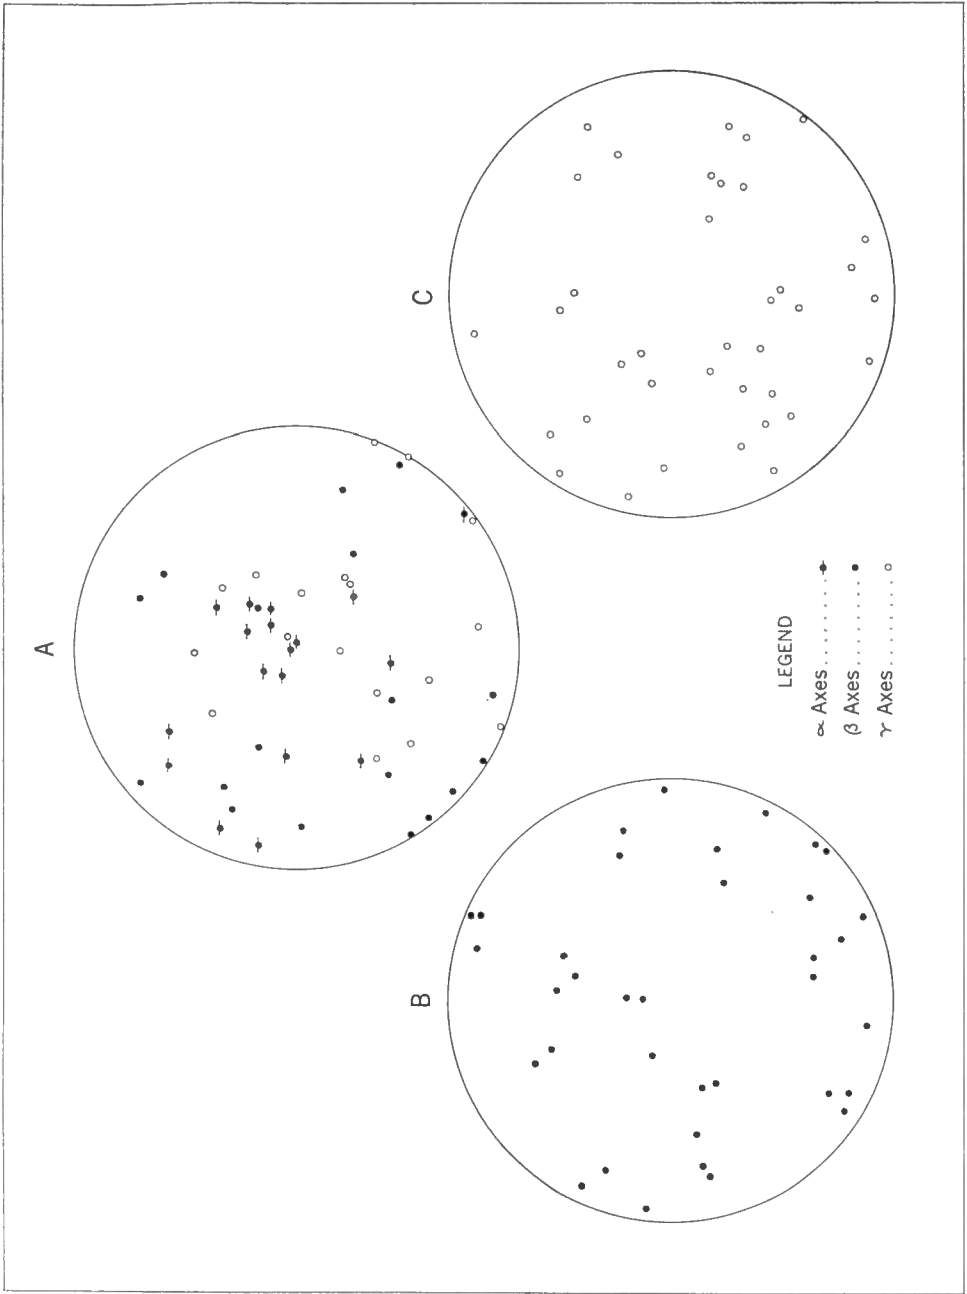 A
B
C
LEGEND
α Axes..........
β Axes.........
γ Axes.........